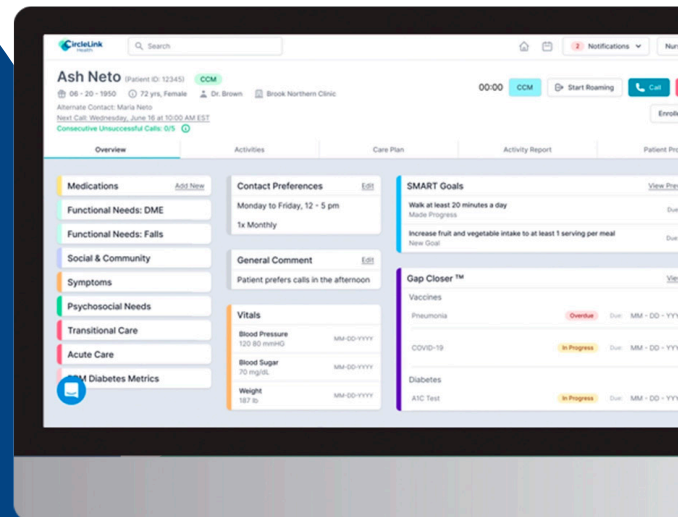 CircleLink
Health
Search
2 Notifications
Ash Neto (Patient ID: 12345) CCM
06 - 20 - 1950 72 yrs, Female Dr. Brown Brook Northern Clinic
Alternate Contact: Maria Neto
Next Call: Wednesday, June 16 at 10:00 AM EST
Consecutive Unsuccessful Calls: 0/5
00:00 CCM Start Roaming Call
Overview Activities Care Plan Activity Report Patient Pro
Medications Add New
Functional Needs: DME
Functional Needs: Falls
Social & Community
Symptoms
Psychosocial Needs
Transitional Care
Acute Care
Diabetes Metrics
Contact Preferences Edit
Monday to Friday, 12 - 5 pm
1x Monthly
General Comment Edit
Patient prefers calls in the afternoon
Vitals
Blood Pressure
120 80 mmHG MM-DD-YYYY
Blood Sugar
70 mg/dL MM-DD-YYYY
Weight
187 lb MM-DD-YYYY
SMART Goals
Walk at least 20 minutes a day
Made Progress
Due
Increase fruit and vegetable intake to at least 1 serving per meal
New Goal
Due
Gap Closer ™
Vaccines
Pneumonia Overdue Due: MM - DD - YYY
COVID-19 In Progress Due: MM - DD - YYY
Diabetes
A1C Test In Progress Due: MM - DD - YYY